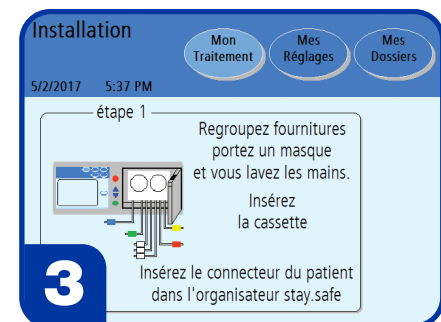 Installation
Mon
Traitement
Mes
Réglages
Mes
Dossiers
5/2/2017 5:37 PM
étape 1
Regroupez fournitures
portez un masque
et vous lavez les mains.
Insérez
la cassette
Insérez le connecteur du patient
dans l'organisateur stay.safe
3